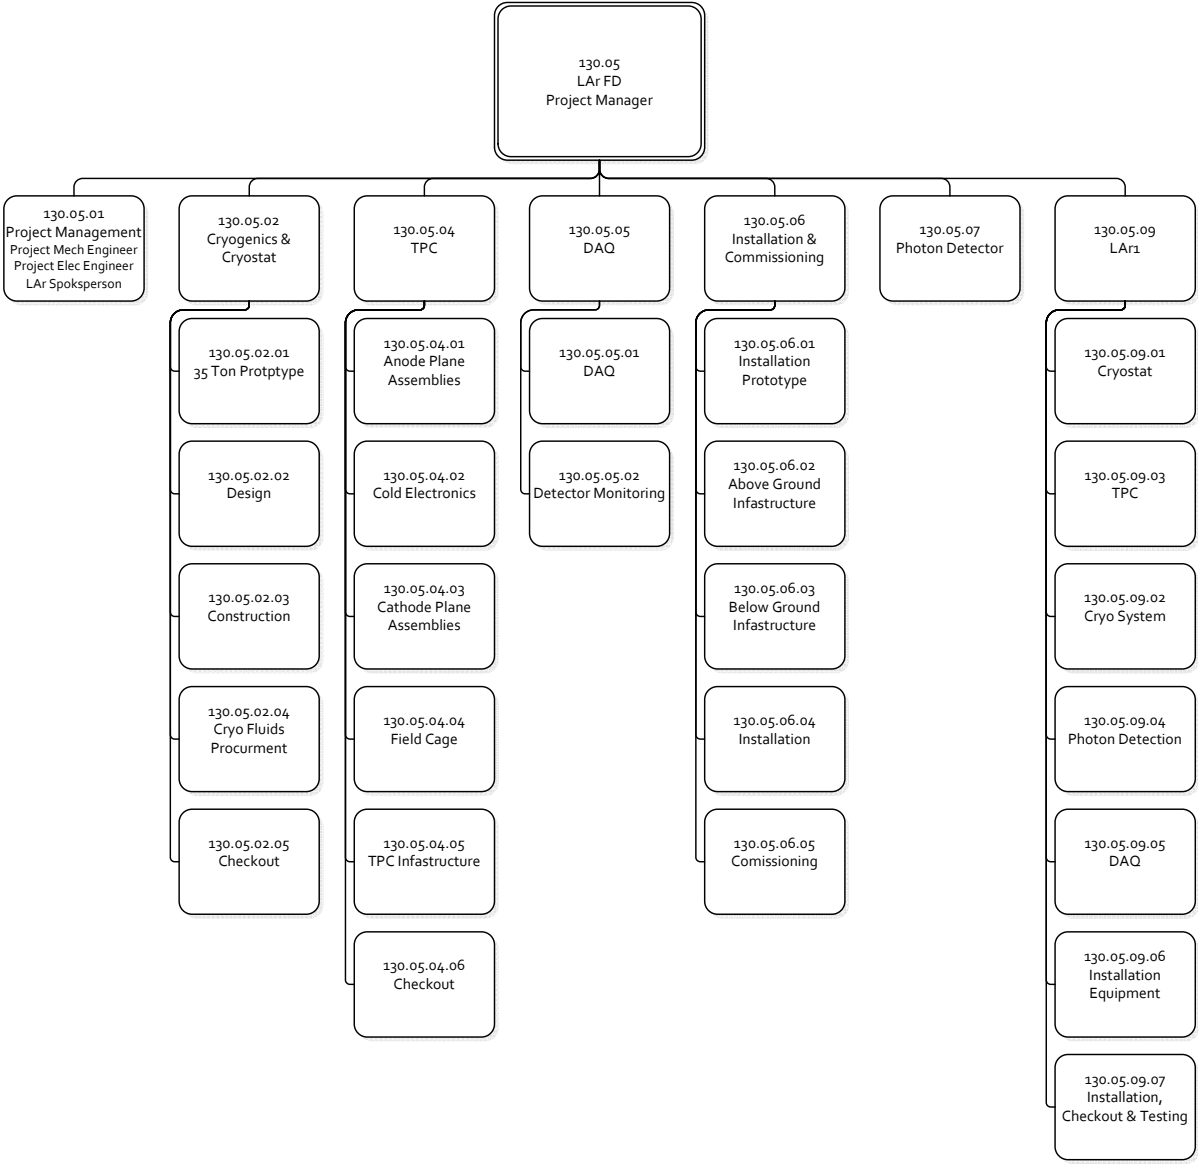 130.05
LAr FD
Project Manager
130.05.01
Project Management
Project Mech Engineer
Project Elec Engineer
LAr Spoksperson
130.05.02
Cryogenics &
Cryostat
130.05.04
TPC
130.05.05
DAQ
130.05.06
Installation &
Commissioning
130.05.07
Photon Detector
130.05.09
LAr1
130.05.02.01
35 Ton Protptype
130.05.02.02
Design
130.05.02.03
Construction
130.05.02.04
Cryo Fluids
Procurment
130.05.02.05
Checkout
130.05.04.01
Anode Plane
Assemblies
130.05.04.02
Cold Electronics
130.05.04.03
Cathode Plane
Assemblies
130.05.04.04
Field Cage
130.05.04.05
TPC Infastructure
130.05.04.06
Checkout
130.05.05.01
DAQ
130.05.05.02
Detector Monitoring
130.05.06.01
Installation
Prototype
130.05.06.02
Above Ground
Infastructure
130.05.06.03
Below Ground
Infastructure
130.05.06.04
Installation
130.05.06.05
Comissioning
130.05.09.01
Cryostat
130.05.09.03
TPC
130.05.09.02
Cryo System
130.05.09.04
Photon Detection
130.05.09.05
DAQ
130.05.09.06
Installation
Equipment
130.05.09.07
Installation,
Checkout & Testing